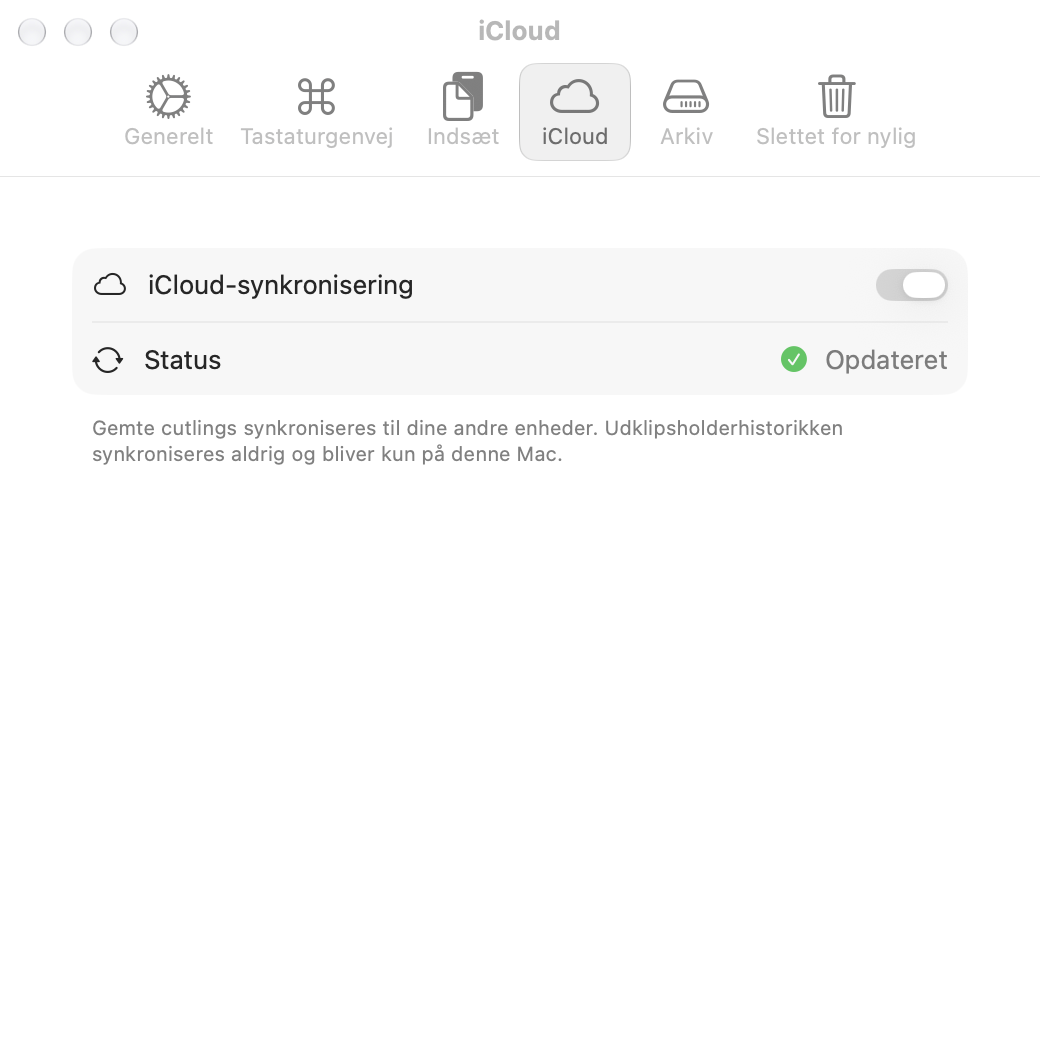 iCloud
Generelt
Tastaturgenvej
Indsæt
iCloud
Arkiv
Slettet for nylig
iCloud-synkronisering
Status
Opdateret
Gemte cutlings synkroniseres til dine andre enheder. Udklipsholderhistorikken
synkroniseres aldrig og bliver kun på denne Mac.